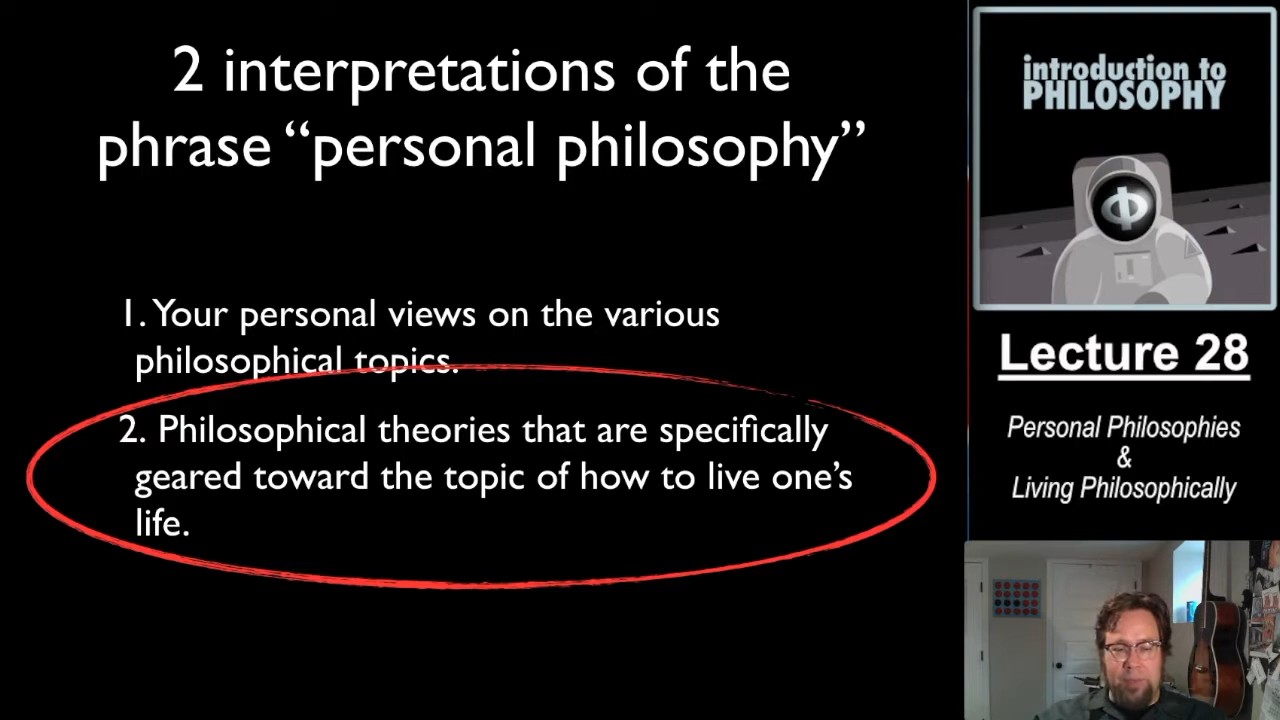 2 interpretations of the
phrase “personal philosophy”
1. Your personal views on the various
philosophical topics.
2. Philosophical theories that are specifically
geared toward the topic of how to live one’s
life.
introduction to
PHILOSOPHY
Φ
Lecture 28
Personal Philosophies
&
Living Philosophically